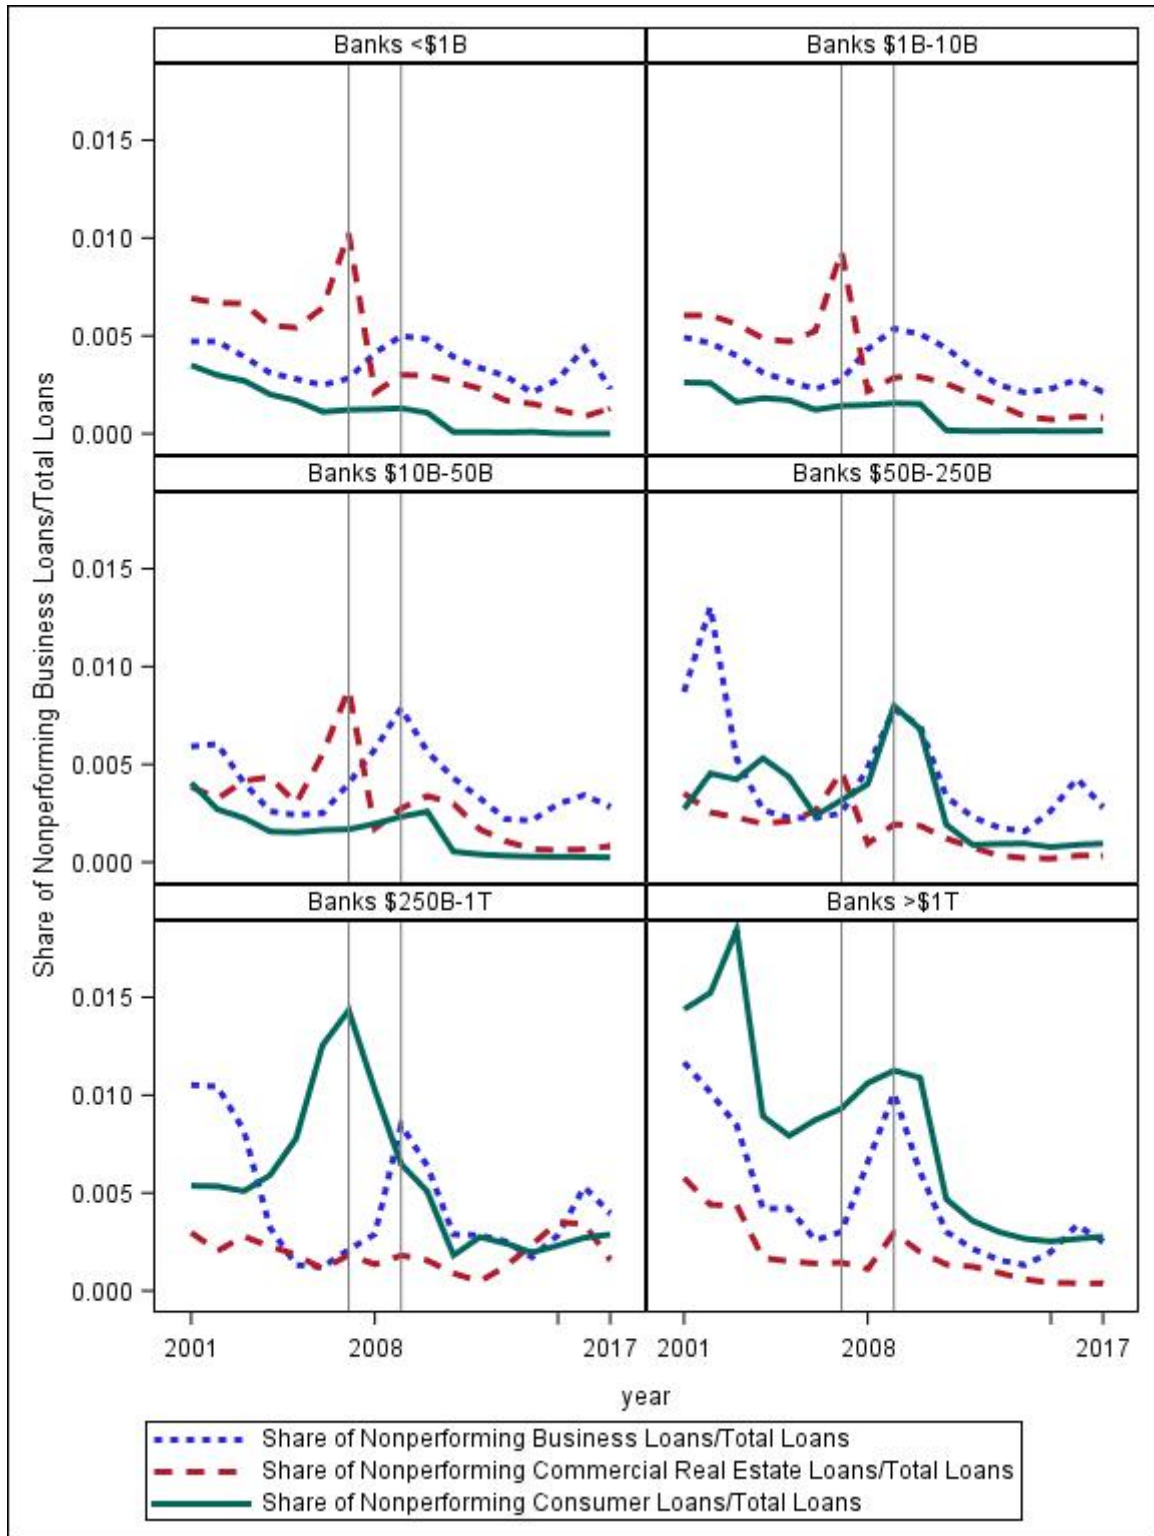 Banks <$1B
Banks $1B-10B
0.015
0.010
0.005
0.000
Banks $10B-50B
Banks $50B-250B
0.015
0.010
0.005
0.000
Banks $250B-1T
Banks >$1T
0.015
0.010
0.005
0.000
Share of Nonperforming Business Loans/Total Loans
2001
2008
2017
2001
2008
2017
year
Share of Nonperforming Business Loans/Total Loans
Share of Nonperforming Commercial Real Estate Loans/Total Loans
Share of Nonperforming Consumer Loans/Total Loans